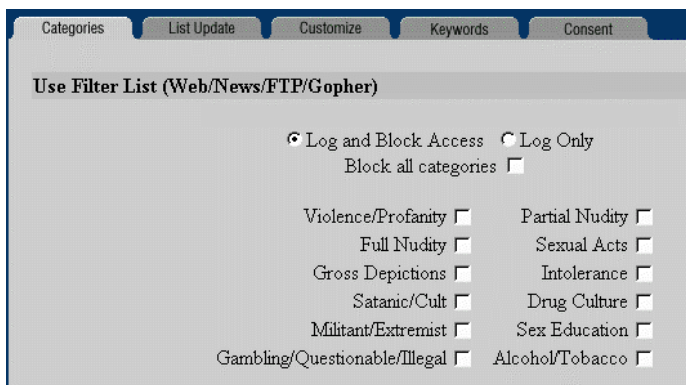 Categories List Update Customize Keywords Consent
Use Filter List (Web/News/FTP/Gopher)
Log and Block Access Log Only
Block all categories
Violence/Profanity Partial Nudity
Full Nudity Sexual Acts
Gross Depictions Intolerance
Satanic/Cult Drug Culture
Militant/Extremist Sex Education
Gambling/Questionable/Illegal Alcohol/Tobacco